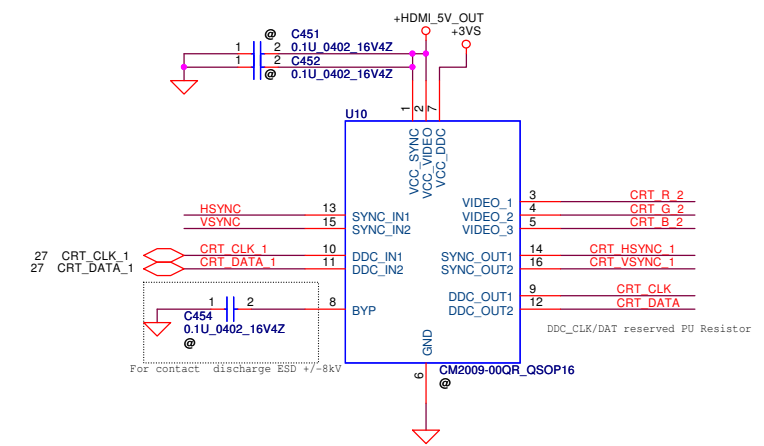 +HDMI_5V_OUT
+3VS
@ C451
1 2 0.1U_0402_16V4Z
1 2 C452
@ 0.1U_0402_16V4Z
U10
1 2 7
VCC_SYNC
VCC_VIDEO
VCC_DDC
HSYNC 13 SYNC_IN1
VSYNC 15 SYNC_IN2
27 CRT_CLK_1 CRT_CLK_1 10 DDC_IN1
27 CRT_DATA_1 CRT_DATA_1 11 DDC_IN2
VIDEO_1 3 CRT_R_2
VIDEO_2 4 CRT_G_2
VIDEO_3 5 CRT_B_2
SYNC_OUT1 14 CRT_HSYNC_1
SYNC_OUT2 16 CRT_VSYNC_1
DDC_OUT1 9 CRT_CLK
DDC_OUT2 12 CRT_DATA
1 2 8 BYP
C454
0.1U_0402_16V4Z
@
DDC_CLK/DAT reserved PU Resistor
For contact discharge ESD +/-8kV
GND
6
CM2009-00QR_QSOP16
@